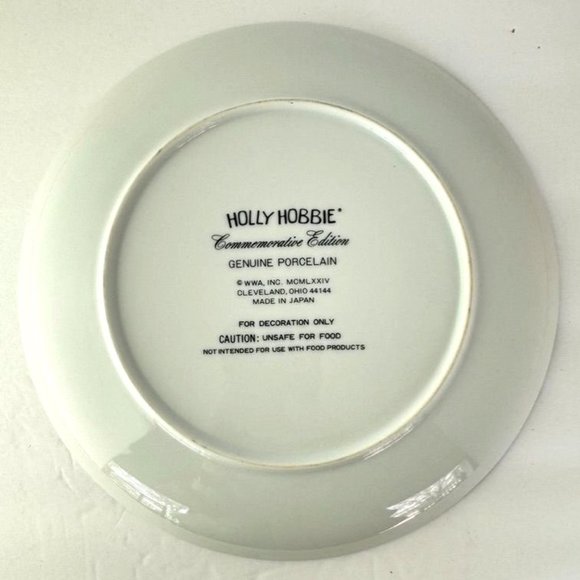 HOLLY HOBBIE*
Commemorative Edition
GENUINE PORCELAIN
© WWA, INC. MCMLXXIV
CLEVELAND, OHIO 44144
MADE IN JAPAN
FOR DECORATION ONLY
CAUTION: UNSAFE FOR FOOD
NOT INTENDED FOR USE WITH FOOD PRODUCTS